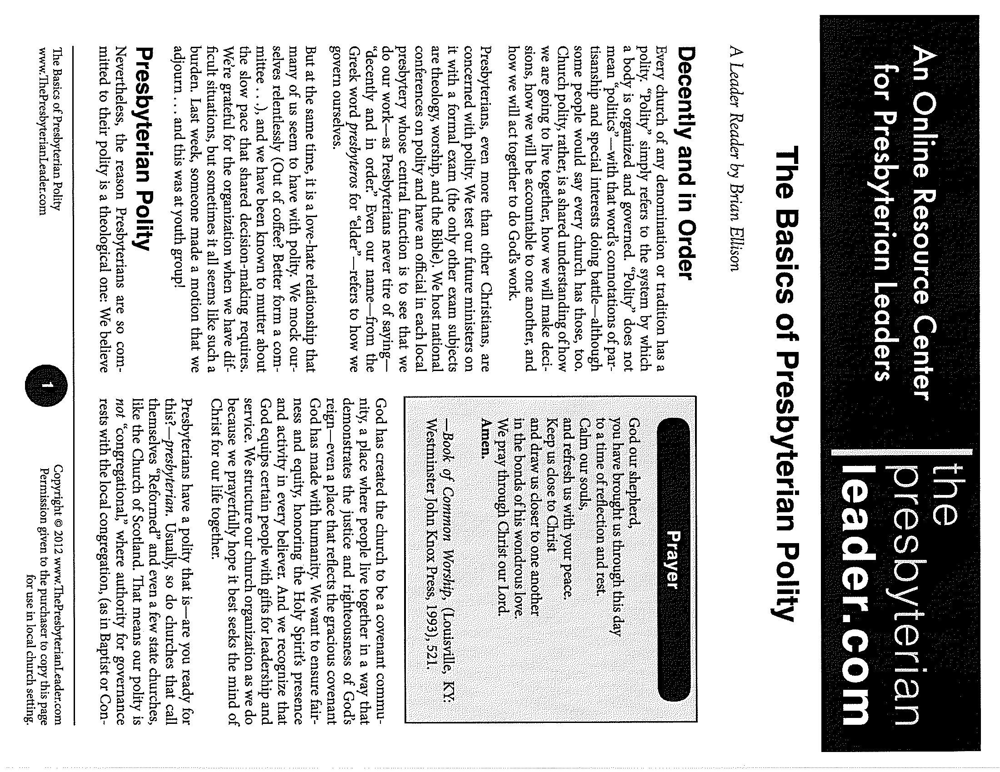 An Online Resource Center
for Presbyterian Leaders
the
presbyterian
leader.com
The Basics of Presbyterian Polity
A Leader Reader by Brian Ellison
Decently and in Order
Every church of any denomination or tradition has a
polity. “Polity” simply refers to the system by which
a body is organized and governed. “Polity” does not
mean “politics”—with that word’s connotations of par-
tisanship and special interests doing battle—although
some people would say every church has those, too.
Church polity, rather, is a shared understanding of how
we are going to live together, how we will make deci-
sions, how we will be accountable to one another, and
how we will act together to do God’s work.
Presbyterians, even more than other Christians, are
concerned with polity. We test our future ministers on
it with a formal exam (the only other exam subjects
are theology, worship, and the Bible). We host national
conferences on polity and have an official in each local
presbytery whose central function is to see that we
do our work—as Presbyterians never tire of saying—
“decently and in order.” Even our name—from the
Greek word presbyteros for “elder”—refers to how we
govern ourselves.
But at the same time, it is a love-hate relationship that
many of us seem to have with polity. We mock our-
selves relentlessly (Out of coffee? Better form a com-
mittee . . .), and we have been known to mutter about
the slow pace that shared decision-making requires.
We’re grateful for the organization when we have dif-
ficult situations, but sometimes it all seems like such a
burden. Last week, someone made a motion that we
adjourn . . . and this was at youth group!
Presbyterian Polity
Nevertheless, the reason Presbyterians are so com-
mitted to their polity is a theological one: We believe
Prayer
God our shepherd,
you have brought us through this day
to a time of reflection and rest.
Calm our souls,
and refresh us with your peace.
Keep us close to Christ
and draw us closer to one another
in the bonds of his wondrous love.
We pray through Christ our Lord.
Amen.
—Book of Common Worship, (Louisville, KY:
Westminster John Knox Press, 1993), 521.
God has created the church to be a covenant commu-
nity, a place where people live together in a way that
demonstrates the justice and righteousness of God’s
reign—even a place that reflects the gracious covenant
God has made with humanity. We want to ensure fair-
ness and equity, honoring the Holy Spirit’s presence
and activity in every believer. And we recognize that
God equips certain people with gifts for leadership and
service. We structure our church organization as we do
because we prayerfully hope it best seeks the mind of
Christ for our life together.
Presbyterians have a polity that is—are you ready for
this?—presbyterian. Usually, so do churches that call
themselves “Reformed” and even a few state churches,
like the Church of Scotland. That means our polity is
not “congregational,” where authority for governance
rests with the local congregation, (as in Baptist or Con-
The Basics of Presbyterian Polity
www.ThePresbyterianLeader.com
1
Copyright © 2012 www.ThePresbyterianLeader.com
Permission given to the purchaser to copy this page
for use in local church setting.